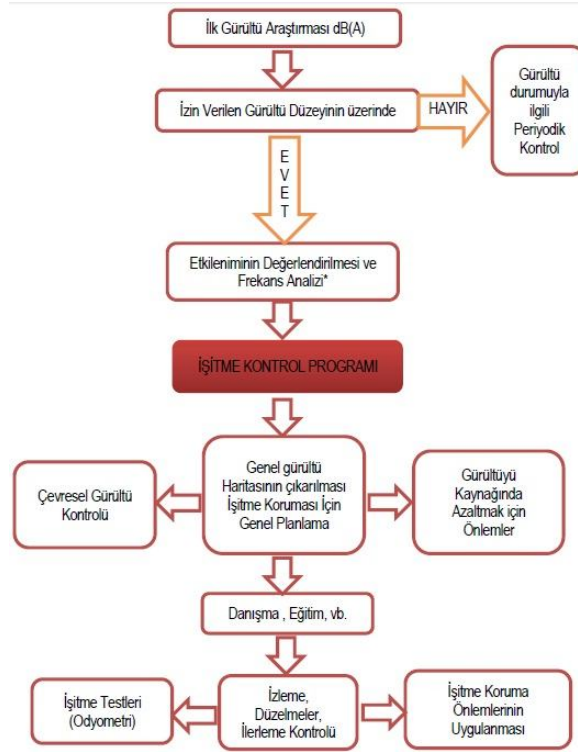 İlk Gürültü Araştırması dB(A)
İzin Verilen Gürültü Düzeyinin üzerinde
HAYIR
Gürültü
durumuyla
ilgili
Periyodik
Kontrol
E
V
E
T
Etkileniminin Değerlendirilmesi ve
Frekans Analizi*
İŞİTME KONTROL PROGRAMI
Çevresel Gürültü
Kontrolü
Genel gürültü
Haritasının çıkarılması
İşitme Koruması İçin
Genel Planlama
Gürültüyü
Kaynağında
Azaltmak için
Önlemler
Danışma , Eğitim, vb.
İşitme Testleri
(Odyometri)
İzleme,
Düzelmeler,
İlerleme Kontrolü
İşitme Koruma
Önlemlerinin
Uygulanması